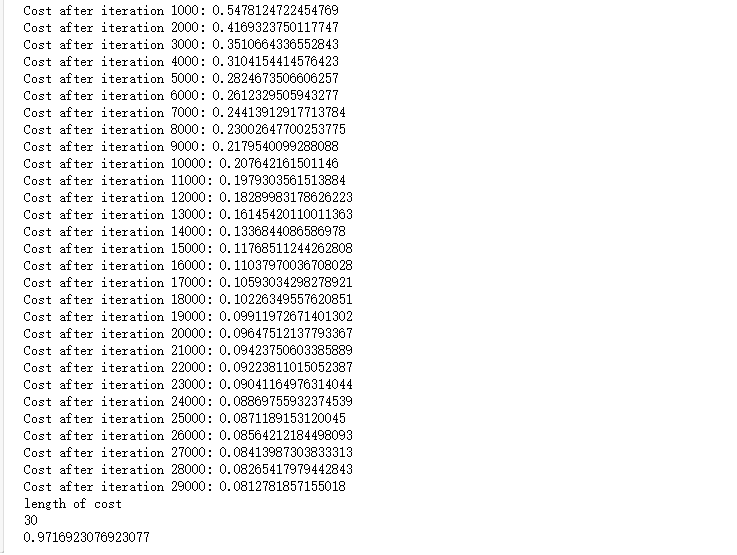 Cost after iteration 1000: 0.5478124722454769
Cost after iteration 2000: 0.4169323750117747
Cost after iteration 3000: 0.3510664336552843
Cost after iteration 4000: 0.3104154414576423
Cost after iteration 5000: 0.2824673506606257
Cost after iteration 6000: 0.2612329505943277
Cost after iteration 7000: 0.24413912917713784
Cost after iteration 8000: 0.23002647700253775
Cost after iteration 9000: 0.2179540099288088
Cost after iteration 10000: 0.207642161501146
Cost after iteration 11000: 0.1979303561513884
Cost after iteration 12000: 0.18289983178626223
Cost after iteration 13000: 0.16145420110011363
Cost after iteration 14000: 0.1336844086586978
Cost after iteration 15000: 0.11768511244262808
Cost after iteration 16000: 0.11037970036708028
Cost after iteration 17000: 0.10593034298278921
Cost after iteration 18000: 0.10226349557620851
Cost after iteration 19000: 0.09911972671401302
Cost after iteration 20000: 0.09647512137793367
Cost after iteration 21000: 0.09423750603385889
Cost after iteration 22000: 0.09223811015052387
Cost after iteration 23000: 0.09041164976314044
Cost after iteration 24000: 0.08869755932374539
Cost after iteration 25000: 0.0871189153120045
Cost after iteration 26000: 0.08564212184498093
Cost after iteration 27000: 0.08413987303833313
Cost after iteration 28000: 0.08265417979442843
Cost after iteration 29000: 0.0812781857155018
length of cost
30
0.9716923076923077